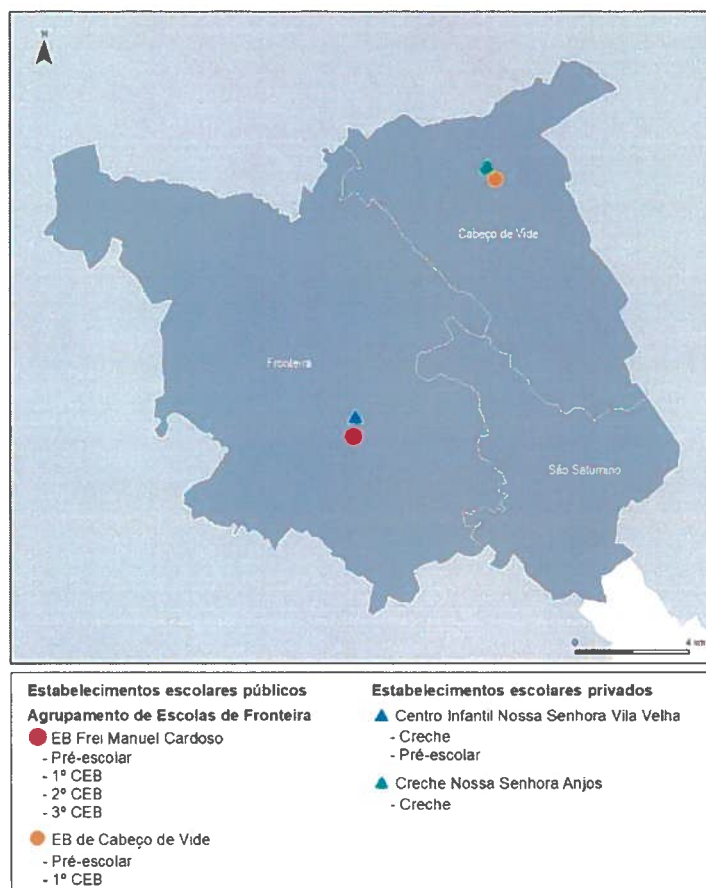 N
Cabeço de Vide
Fronteira
São Saturnino
0 4 km
Estabelecimentos escolares públicos
Agrupamento de Escolas de Fronteira
EB Frei Manuel Cardoso
- Pré-escolar
- 1º CEB
- 2º CEB
- 3º CEB
EB de Cabeço de Vide
- Pré-escolar
- 1º CEB
Estabelecimentos escolares privados
Centro Infantil Nossa Senhora Vila Velha
- Creche
- Pré-escolar
Creche Nossa Senhora Anjos
- Creche